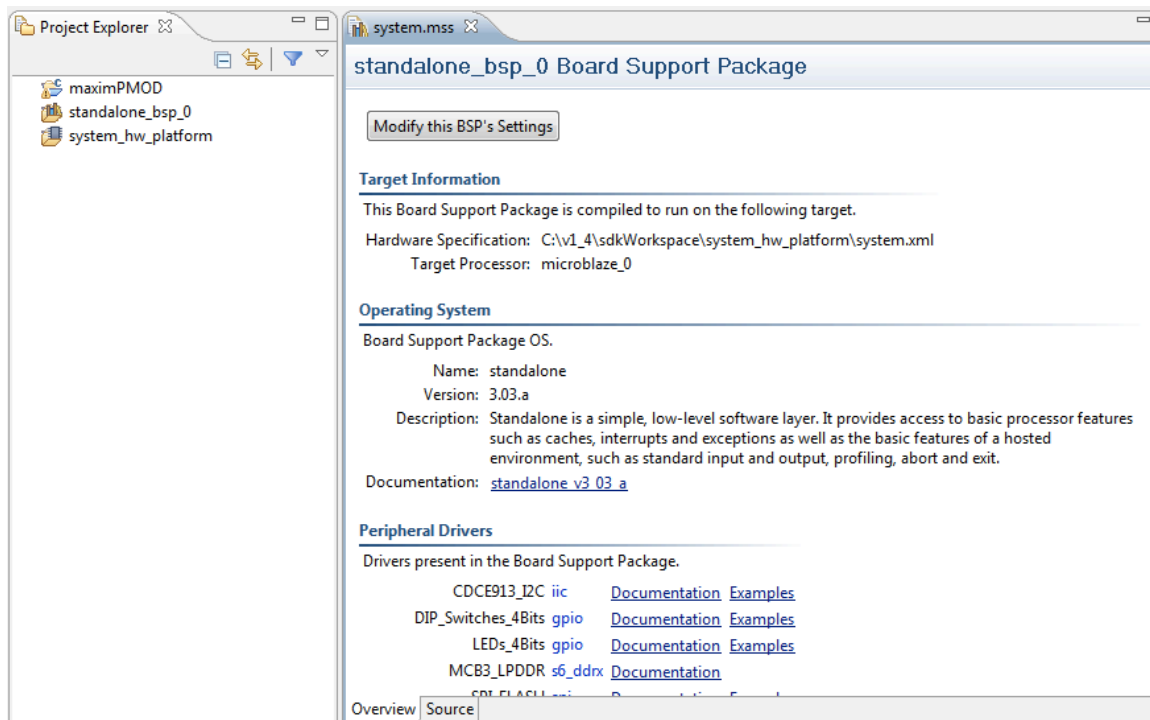 Project Explorer
maximPMOD
standalone_bsp_0
system_hw_platform
system.mss
standalone_bsp_0 Board Support Package
Modify this BSP's Settings
Target Information
This Board Support Package is compiled to run on the following target.
Hardware Specification: C:\v1_4\sdkWorkspace\system_hw_platform\system.xml
Target Processor: microblaze_0
Operating System
Board Support Package OS.
Name: standalone
Version: 3.03.a
Description: Standalone is a simple, low-level software layer. It provides access to basic processor features
such as caches, interrupts and exceptions as well as the basic features of a hosted
environment, such as standard input and output, profiling, abort and exit.
Documentation: standalone_v3_03_a
Peripheral Drivers
Drivers present in the Board Support Package.
CDCE913_I2C iic Documentation Examples
DIP_Switches_4Bits gpio Documentation Examples
LEDs_4Bits gpio Documentation Examples
MCB3_LPDDR s6_ddrx Documentation
Overview Source